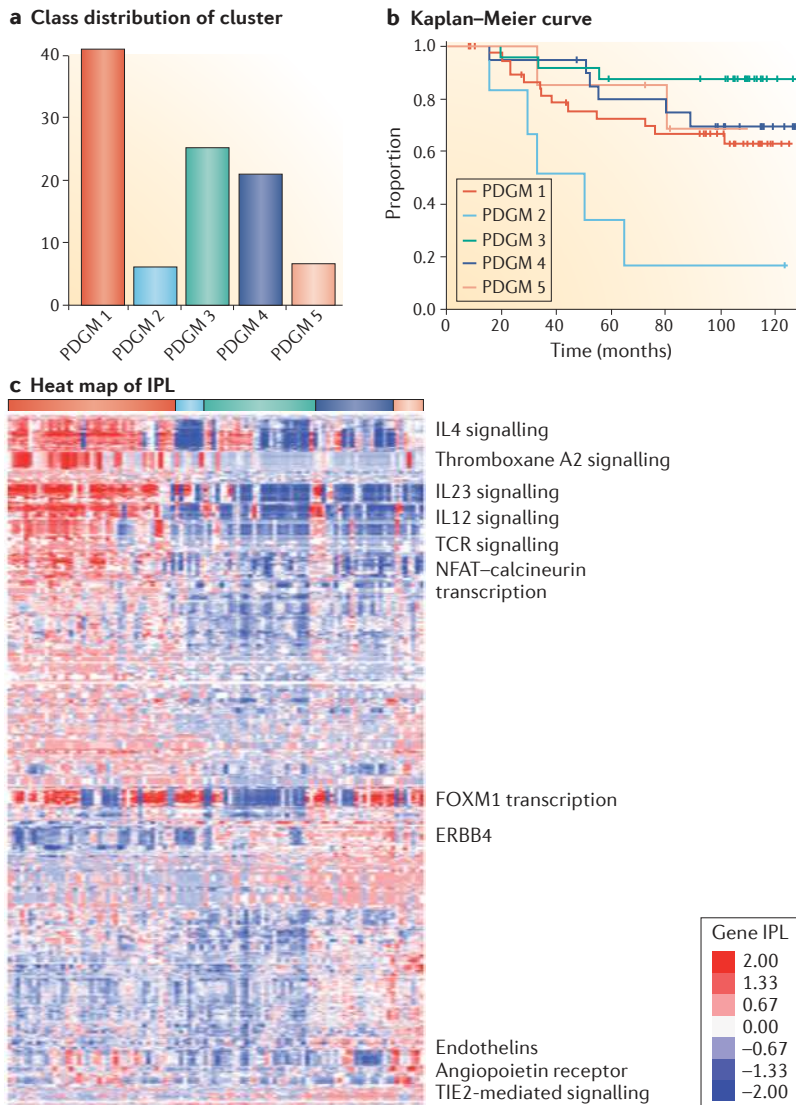 a Class distribution of cluster
40
30
20
10
0
PDGM 1
PDGM 2
PDGM 3
PDGM 4
PDGM 5
b Kaplan–Meier curve
Proportion
1.0
0.8
0.6
0.4
0.2
0.0
PDGM 1
PDGM 2
PDGM 3
PDGM 4
PDGM 5
0 20 40 60 80 100 120
Time (months)
c Heat map of IPL
IL4 signalling
Thromboxane A2 signalling
IL23 signalling
IL12 signalling
TCR signalling
NFAT–calcineurin
transcription
FOXM1 transcription
ERBB4
Endothelins
Angiopoietin receptor
TIE2-mediated signalling
Gene IPL
2.00
1.33
0.67
0.00
–0.67
–1.33
–2.00